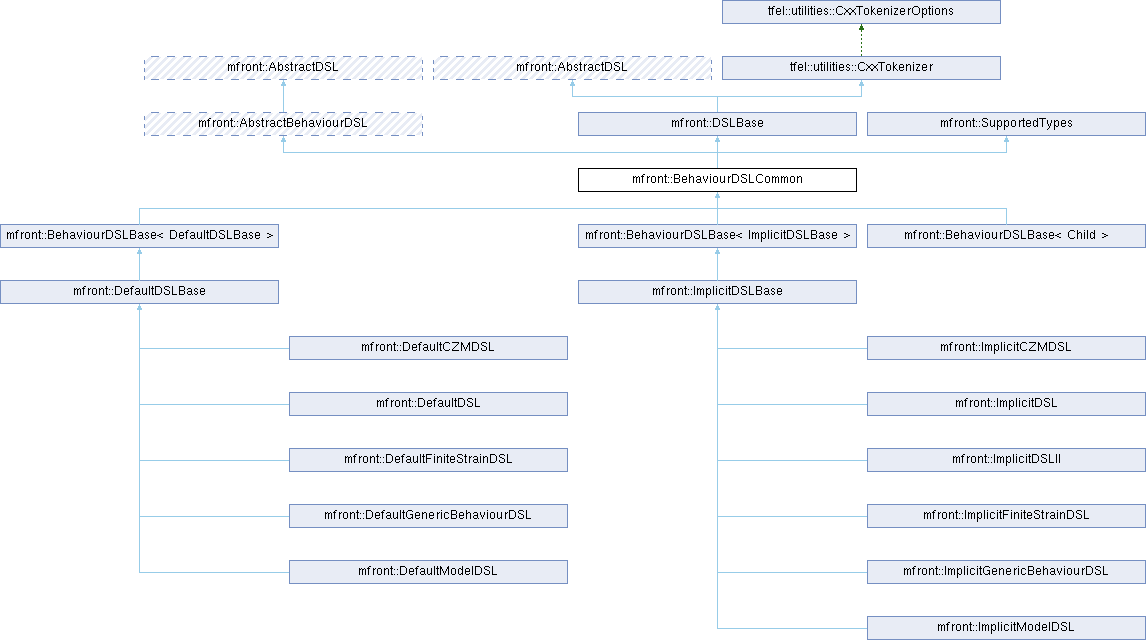 tfel::utilities::CxxTokenizerOptions
mfront::AbstractDSL
mfront::AbstractDSL
tfel::utilities::CxxTokenizer
mfront::AbstractBehaviourDSL
mfront::DSLBase
mfront::SupportedTypes
mfront::BehaviourDSLCommon
mfront::BehaviourDSLBase< DefaultDSLBase >
mfront::BehaviourDSLBase< ImplicitDSLBase >
mfront::BehaviourDSLBase< Child >
mfront::DefaultDSLBase
mfront::ImplicitDSLBase
mfront::DefaultCZMDSL
mfront::ImplicitCZMDSL
mfront::DefaultDSL
mfront::ImplicitDSL
mfront::DefaultFiniteStrainDSL
mfront::ImplicitDSLII
mfront::DefaultGenericBehaviourDSL
mfront::ImplicitFiniteStrainDSL
mfront::DefaultModelDSL
mfront::ImplicitGenericBehaviourDSL
mfront::ImplicitModelDSL